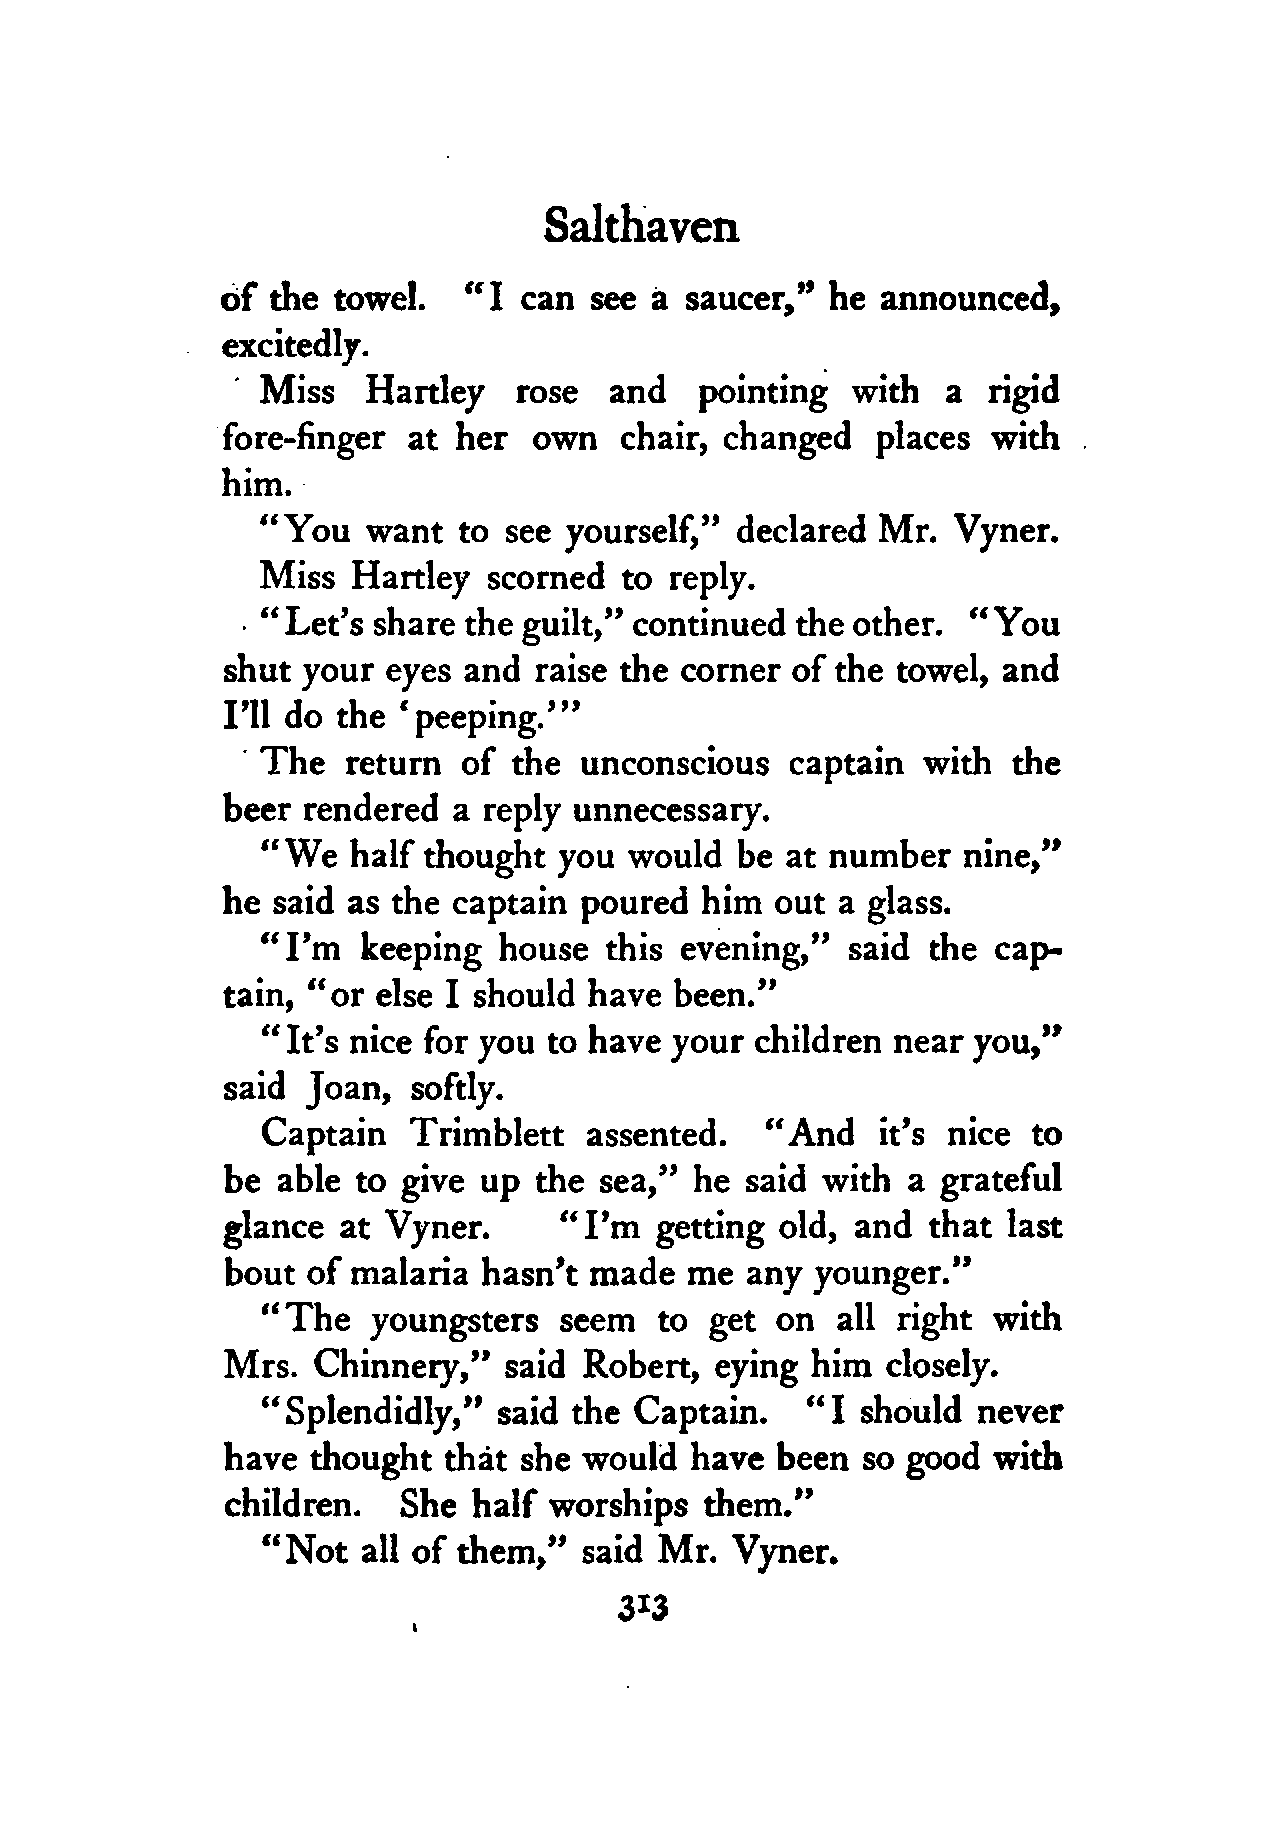 Salthaven
of the towel. "I can see a saucer," he announced,
excitedly.
Miss Hartley rose and pointing with a rigid
fore-finger at her own chair, changed places with
him.
"You want to see yourself," declared Mr. Vyner.
Miss Hartley scorned to reply.
"Let's share the guilt," continued the other. "You
shut your eyes and raise the corner of the towel, and
I'll do the 'peeping.'"
The return of the unconscious captain with the
beer rendered a reply unnecessary.
"We half thought you would be at number nine,"
he said as the captain poured him out a glass.
"I'm keeping house this evening," said the cap-
tain, "or else I should have been."
"It's nice for you to have your children near you,"
said Joan, softly.
Captain Trimblett assented. "And it's nice to
be able to give up the sea," he said with a grateful
glance at Vyner. "I'm getting old, and that last
bout of malaria hasn't made me any younger."
"The youngsters seem to get on all right with
Mrs. Chinnery," said Robert, eying him closely.
"Splendidly," said the Captain. "I should never
have thought that she would have been so good with
children. She half worships them."
"Not all of them," said Mr. Vyner.
313